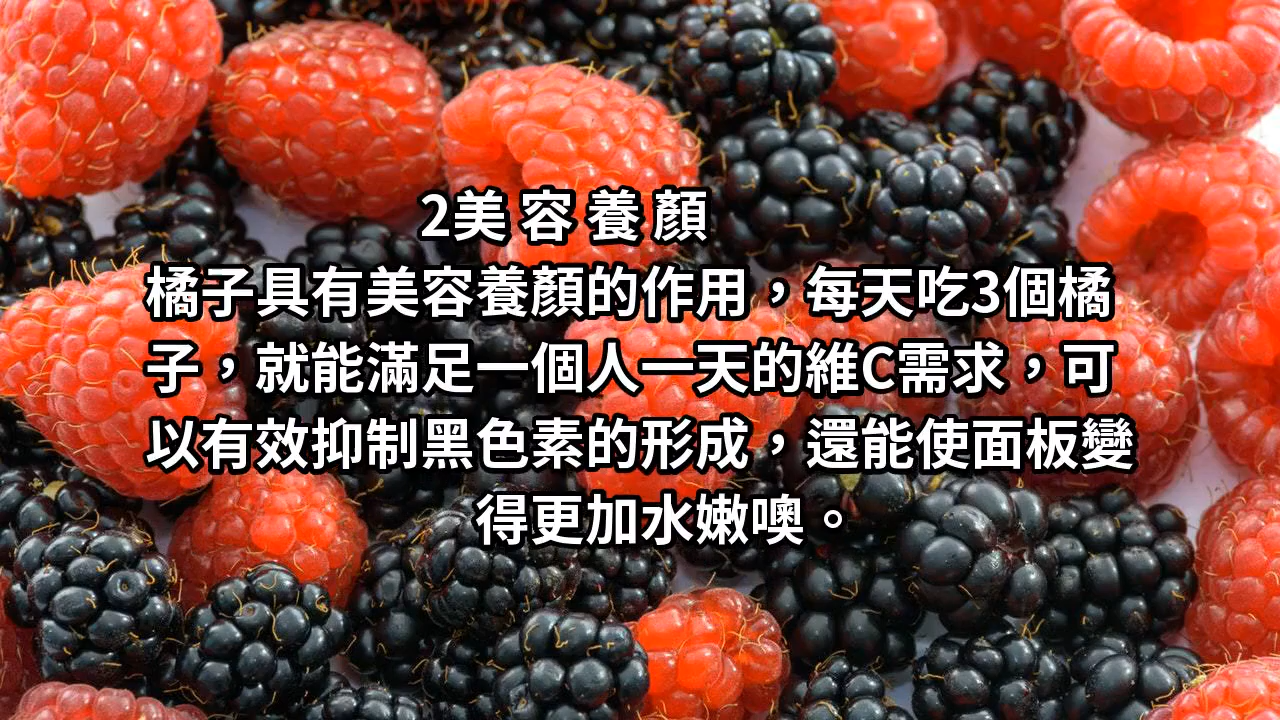 2美 容 養 顏
橘子具有美容養顏的作用，每天吃3個橘
子，就能滿足一個人一天的維C需求，可
以有效抑制黑色素的形成，還能使面板變
得更加水嫩噢。